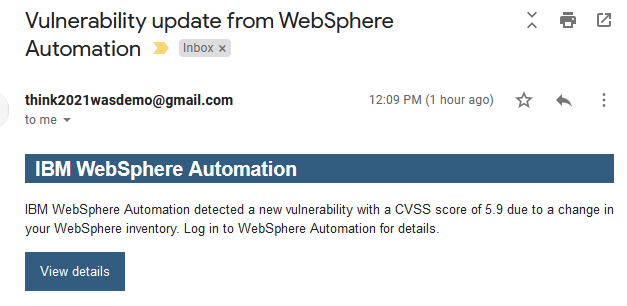 Vulnerability update from WebSphere
Automation Inbox ×
think2021wasdemo@gmail.com 12:09 PM (1 hour ago)
to me
IBM WebSphere Automation
IBM WebSphere Automation detected a new vulnerability with a CVSS score of 5.9 due to a change in
your WebSphere inventory. Log in to WebSphere Automation for details.
View details